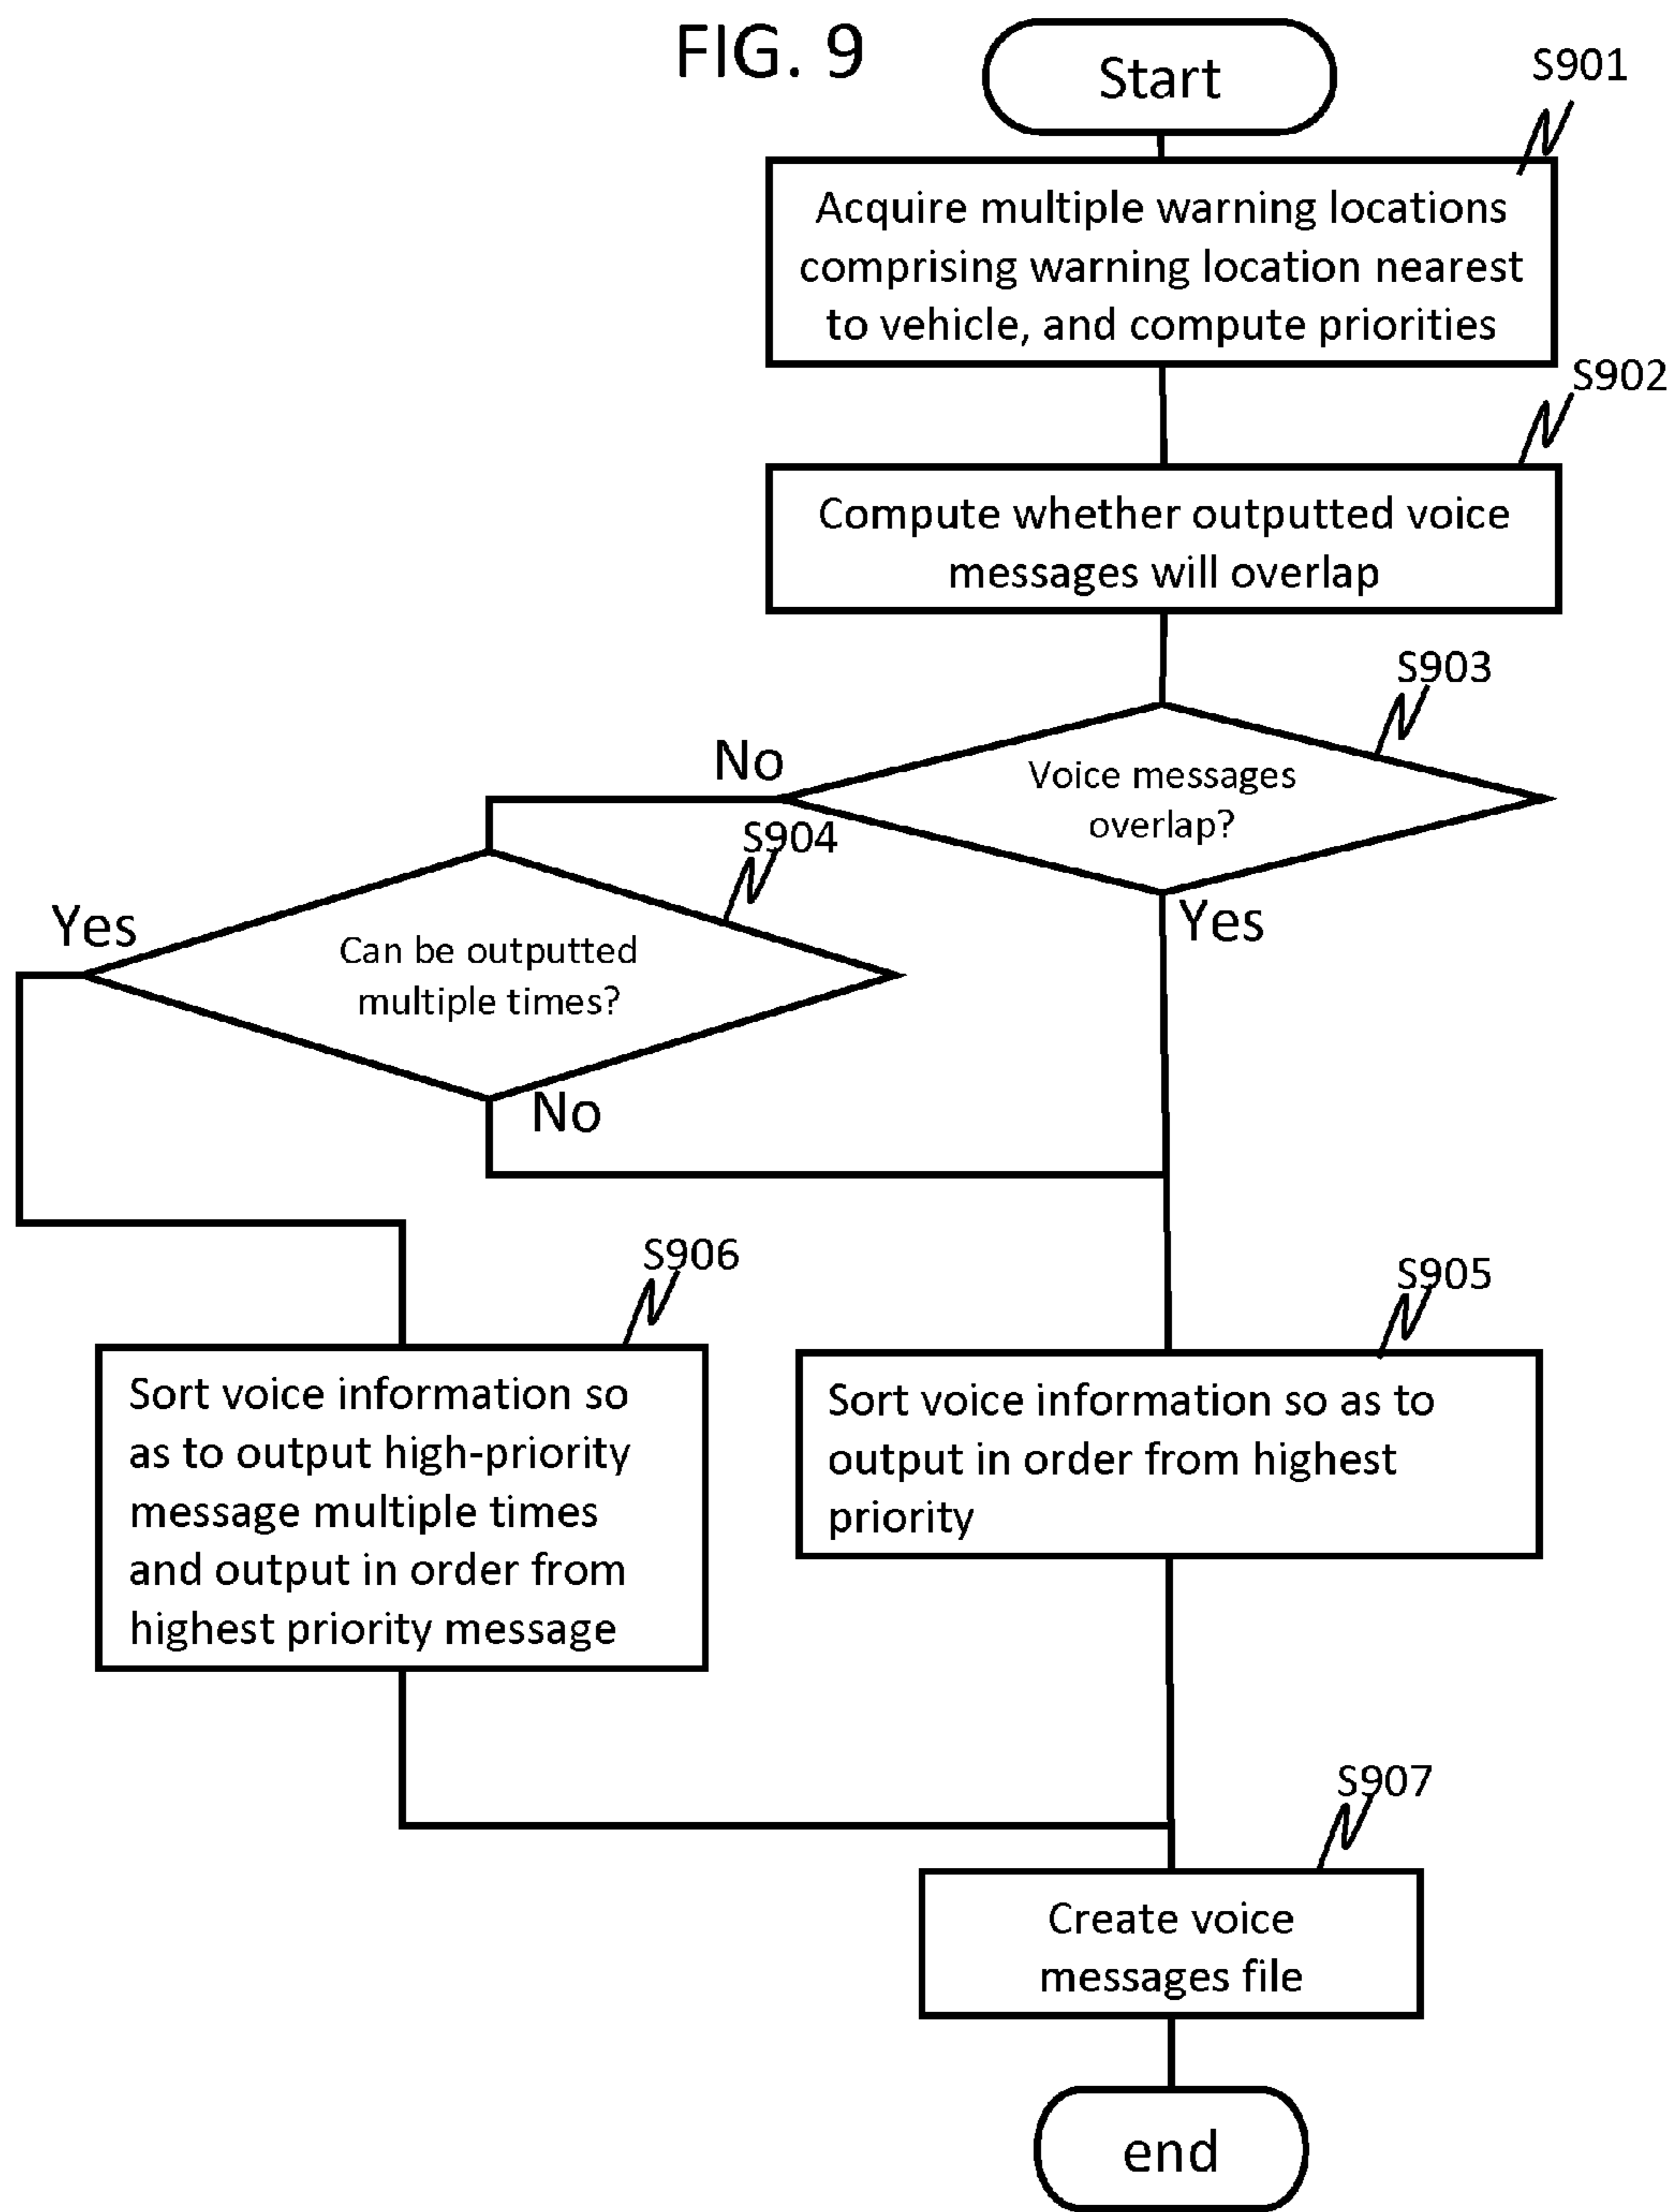 FIG. 9
Start
S901
Acquire multiple warning locations
comprising warning location nearest
to vehicle, and compute priorities
S902
Compute whether outputted voice
messages will overlap
S903
Voice messages
overlap?
No
Yes
S904
Can be outputted
multiple times?
Yes
No
S906
Sort voice information so
as to output high-priority
message multiple times
and output in order from
highest priority message
S905
Sort voice information so as to
output in order from highest
priority
S907
Create voice
messages file
end